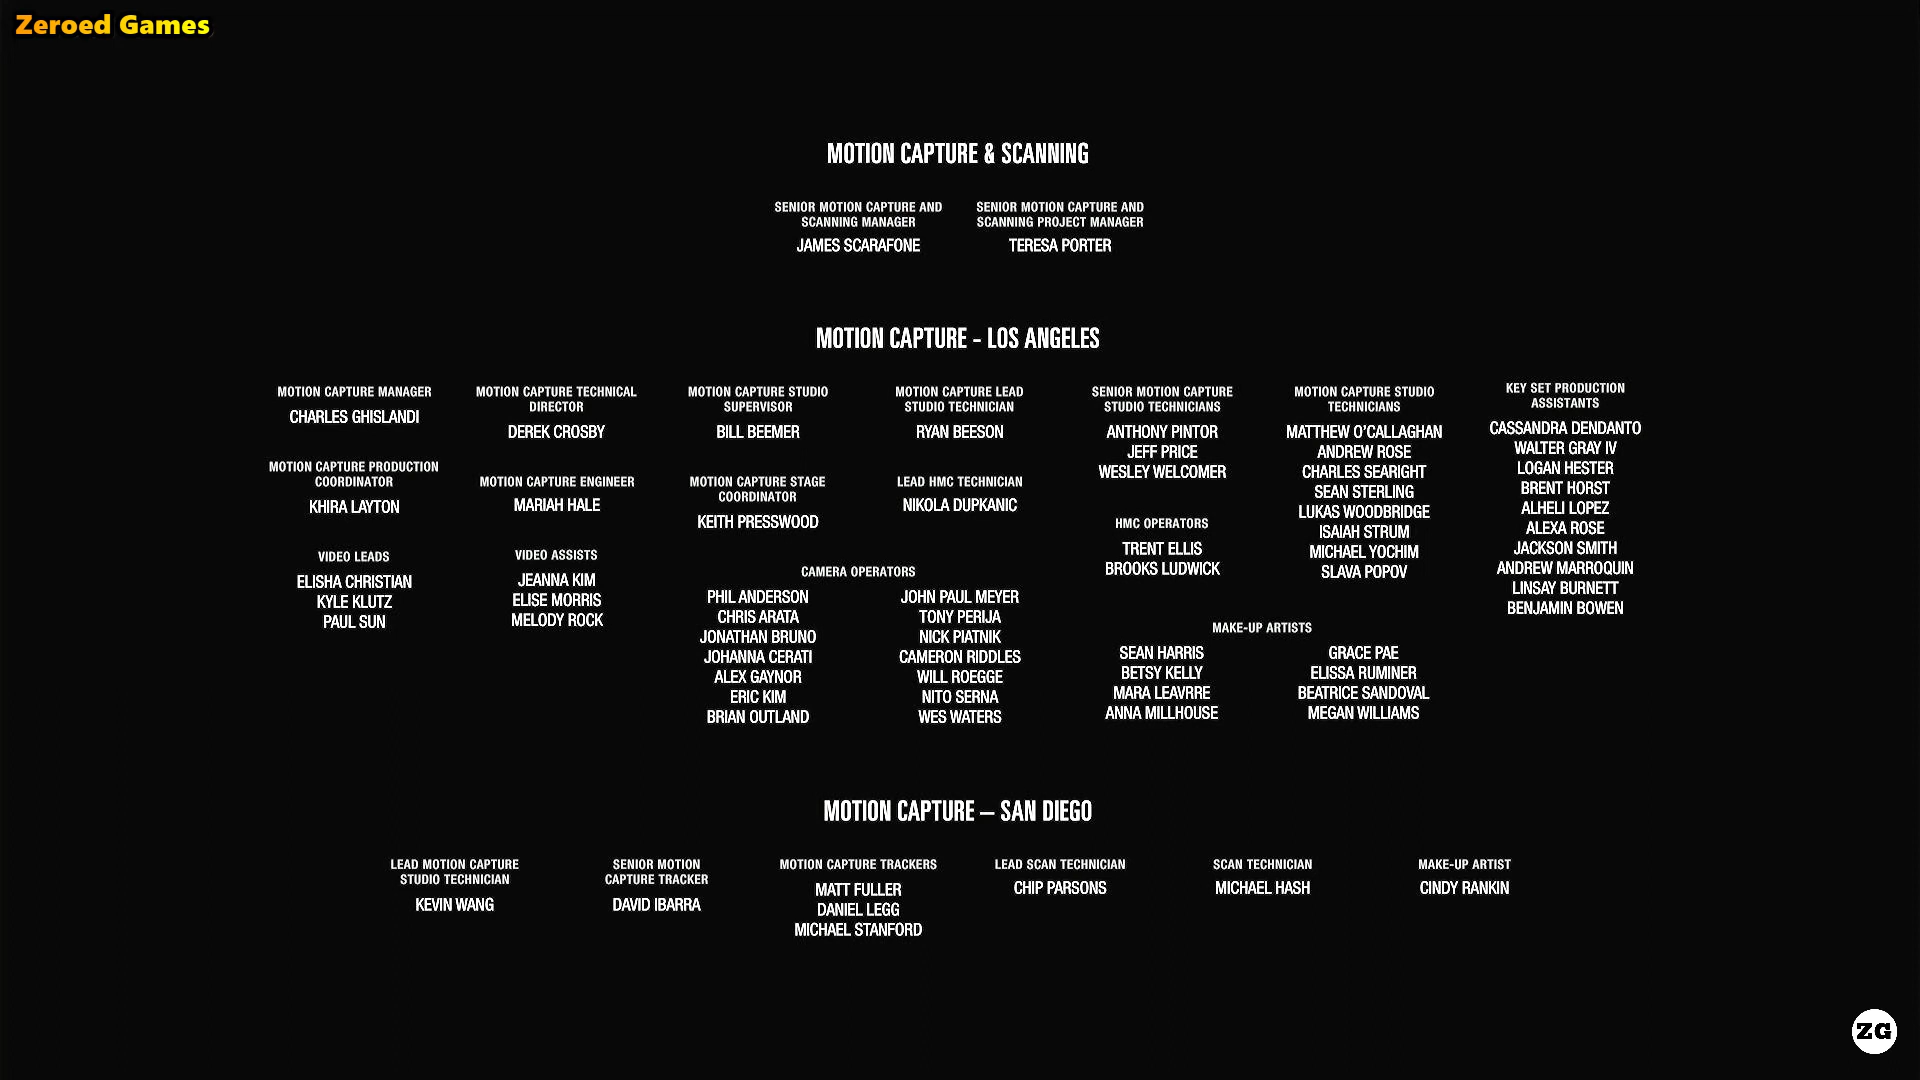 Zeroed Games
MOTION CAPTURE & SCANNING
SENIOR MOTION CAPTURE AND
SCANNING MANAGER
JAMES SCARAFONE
SENIOR MOTION CAPTURE AND
SCANNING PROJECT MANAGER
TERESA PORTER
MOTION CAPTURE - LOS ANGELES
MOTION CAPTURE MANAGER
CHARLES GHISLANDI
MOTION CAPTURE PRODUCTION
COORDINATOR
KHIRA LAYTON
VIDEO LEADS
ELISHA CHRISTIAN
KYLE KLUTZ
PAUL SUN
MOTION CAPTURE TECHNICAL
DIRECTOR
DEREK CROSBY
MOTION CAPTURE ENGINEER
MARIAH HALE
VIDEO ASSISTS
JEANNA KIM
ELISE MORRIS
MELODY ROCK
MOTION CAPTURE STUDIO
SUPERVISOR
BILL BEEMER
MOTION CAPTURE STAGE
COORDINATOR
KEITH PRESSWOOD
MOTION CAPTURE LEAD
STUDIO TECHNICIAN
RYAN BEESON
LEAD HMC TECHNICIAN
NIKOLA DUPKANIC
CAMERA OPERATORS
PHIL ANDERSON
CHRIS ARATA
JONATHAN BRUNO
JOHANNA CERATI
ALEX GAYNOR
ERIC KIM
BRIAN OUTLAND
JOHN PAUL MEYER
TONY PERIJA
NICK PIATNIK
CAMERON RIDDLES
WILL ROEGGE
NITO SERNA
WES WATERS
SENIOR MOTION CAPTURE
STUDIO TECHNICIANS
ANTHONY PINTOR
JEFF PRICE
WESLEY WELCOMER
HMC OPERATORS
TRENT ELLIS
BROOKS LUDWICK
MOTION CAPTURE STUDIO
TECHNICIANS
MATTHEW O'CALLAGHAN
ANDREW ROSE
CHARLES SEARIGHT
SEAN STERLING
LUKAS WOODBRIDGE
ISAIAH STRUM
MICHAEL YOCHIM
SLAVA POPOV
MAKE-UP ARTISTS
SEAN HARRIS
BETSY KELLY
MARA LEAVRRE
ANNA MILLHOUSE
GRACE PAE
ELISSA RUMINER
BEATRICE SANDOVAL
MEGAN WILLIAMS
KEY SET PRODUCTION
ASSISTANTS
CASSANDRA DENDANTO
WALTER GRAY IV
LOGAN HESTER
BRENT HORST
ALHELI LOPEZ
ALEXA ROSE
JACKSON SMITH
ANDREW MARROQUIN
LINSAY BURNETT
BENJAMIN BOWEN
MOTION CAPTURE – SAN DIEGO
LEAD MOTION CAPTURE
STUDIO TECHNICIAN
KEVIN WANG
SENIOR MOTION
CAPTURE TRACKER
DAVID IBARRA
MOTION CAPTURE TRACKERS
MATT FULLER
DANIEL LEGG
MICHAEL STANFORD
LEAD SCAN TECHNICIAN
CHIP PARSONS
SCAN TECHNICIAN
MICHAEL HASH
MAKE-UP ARTIST
CINDY RANKIN
ZG